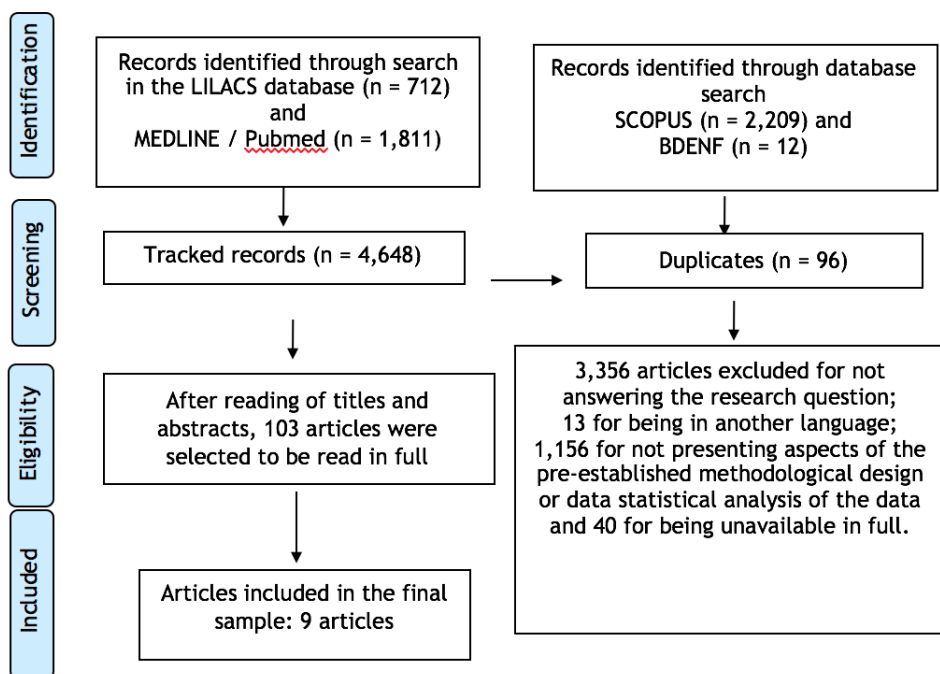 Identification
Records identified through search
in the LILACS database (n = 712)
and
MEDLINE / Pubmed (n = 1,811)
Records identified through database
search
SCOPUS (n = 2,209) and
BDENF (n = 12)
Screening
Tracked records (n = 4,648)
Duplicates (n = 96)
Eligibility
After reading of titles and
abstracts, 103 articles were
selected to be read in full
3,356 articles excluded for not
answering the research question;
13 for being in another language;
1,156 for not presenting aspects of the
pre-established methodological design
or data statistical analysis of the data
and 40 for being unavailable in full.
Included
Articles included in the final
sample: 9 articles